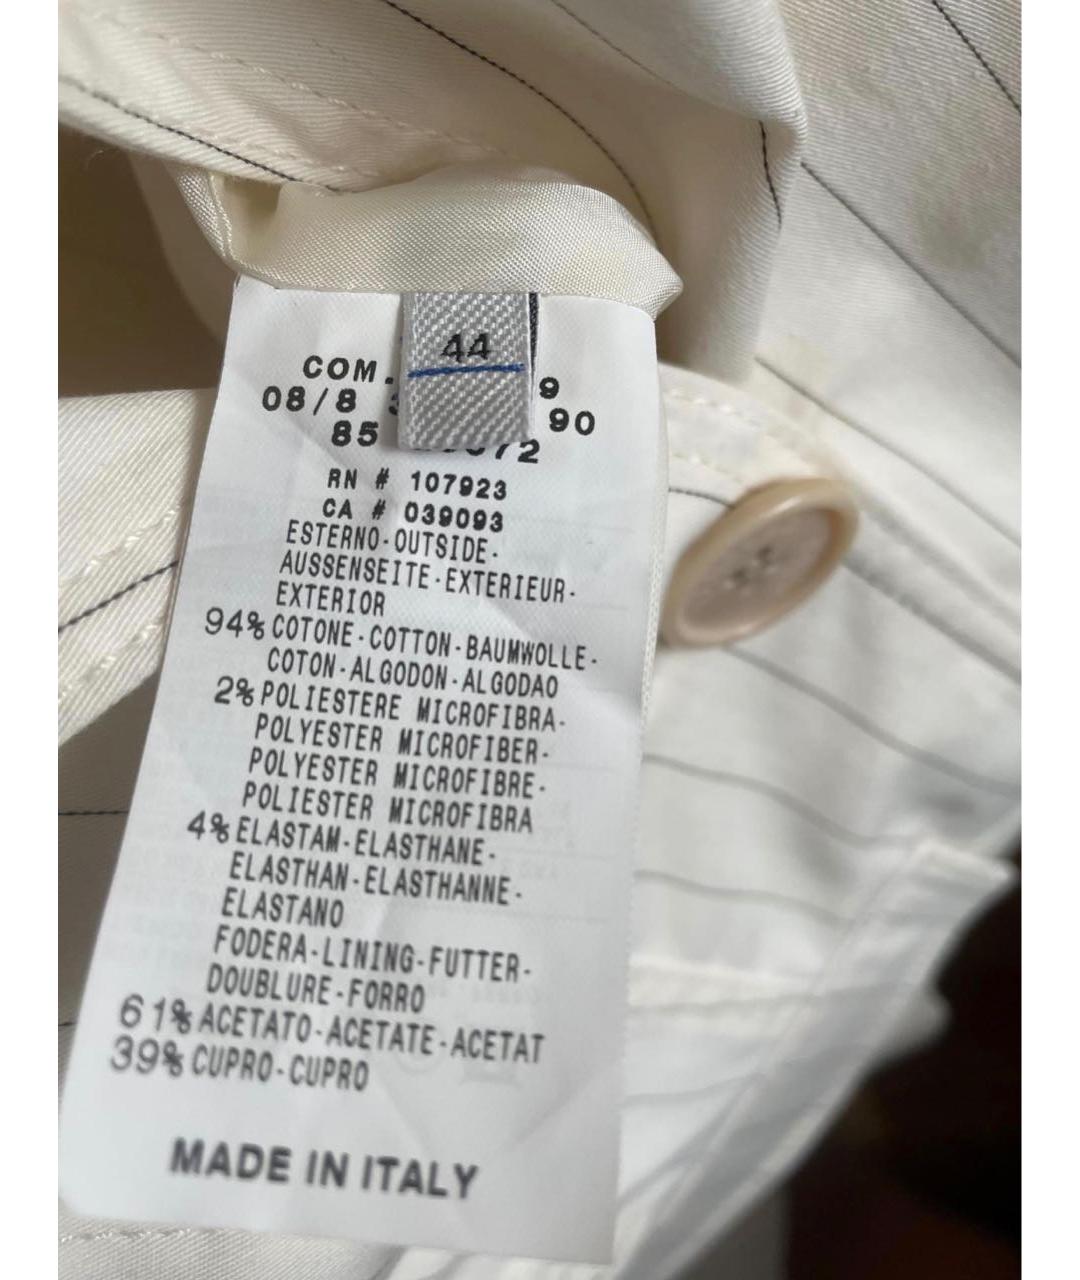 44
COM. 9
08/8 90
85 72
RN # 107923
CA # 039093
ESTERNO-OUTSIDE-
AUSSENSEITE-EXTERIEUR-
EXTERIOR
94% COTONE-COTTON-BAUMWOLLE-
COTON-ALGODON-ALGODAO
2% POLIESTERE MICROFIBRA-
POLYESTER MICROFIBER-
POLYESTER MICROFIBRE-
POLIESTER MICROFIBRA
4% ELASTAM-ELASTHANE-
ELASTHAN-ELASTHANNE-
ELASTANO
FODERA-LINING-FUTTER-
DOUBLURE-FORRO
61% ACETATO-ACETATE-ACETAT
39% CUPRO-CUPRO
MADE IN ITALY